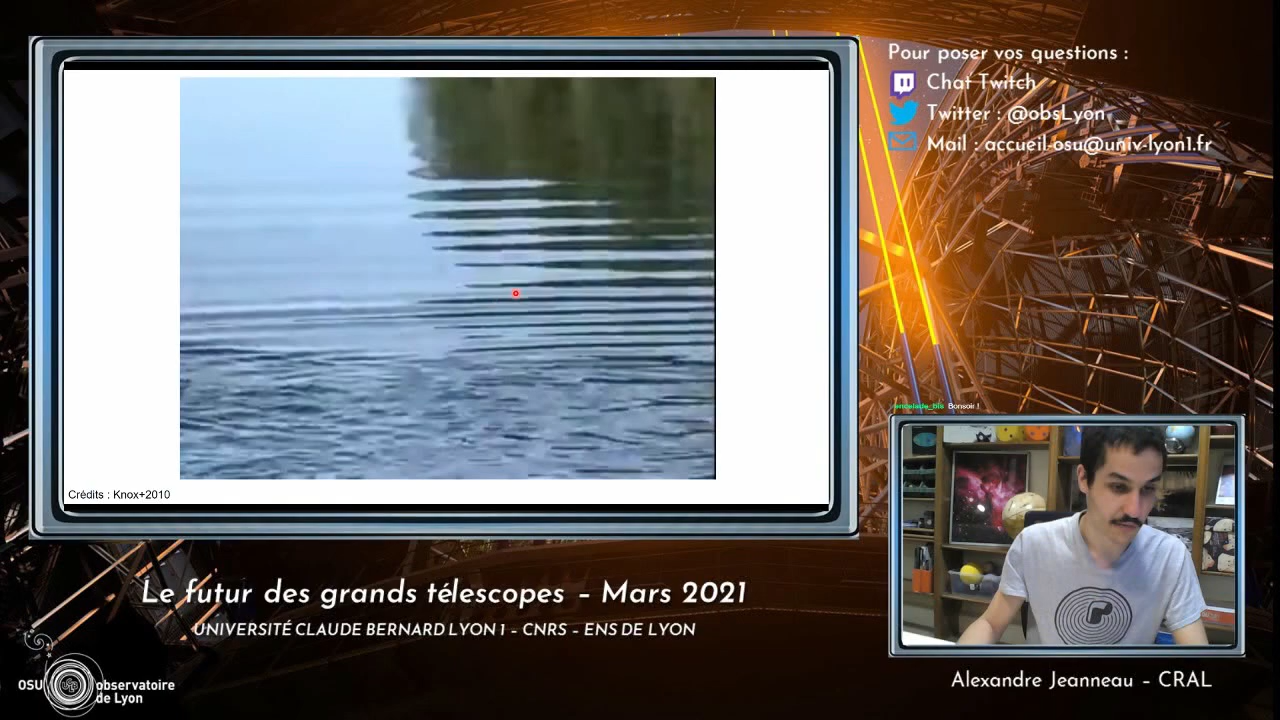 Pour poser vos questions :
Chat Twitch
Twitter : @obsLyon
Mail : accueil-osu@univ-lyon1.fr
Bonsoir !
Crédits : Knox+2010
Le futur des grands télescopes – Mars 2021
UNIVERSITÉ CLAUDE BERNARD LYON 1 – CNRS – ENS DE LYON
OSU observatoire
de Lyon
Alexandre Jeanneau – CRAL